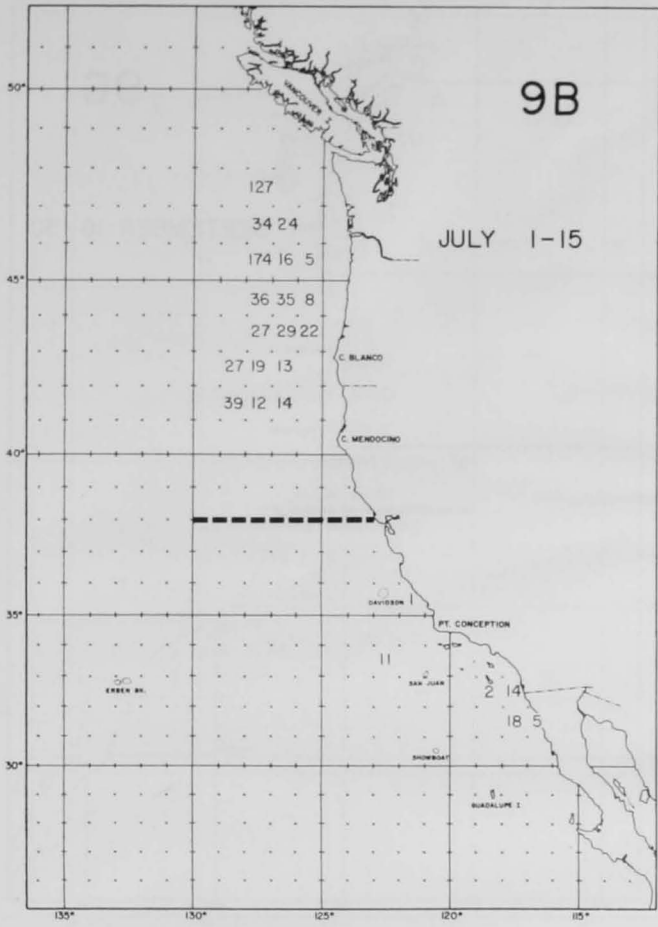 9B
50°
VANCOUVER
127
34 24
JULY 1-15
174 16 5
45°
36 35 8
27 29 22
C. BLANCO
27 19 13
39 12 14
C. MENDOCINO
40°
DAVIDSON
1
35°
PT. CONCEPTION
11
SAN JUAN
ERBEN BK.
2 14
18 5
SHOWBOAT
30°
GUADALUPE I.
135° 130° 125° 120° 115°